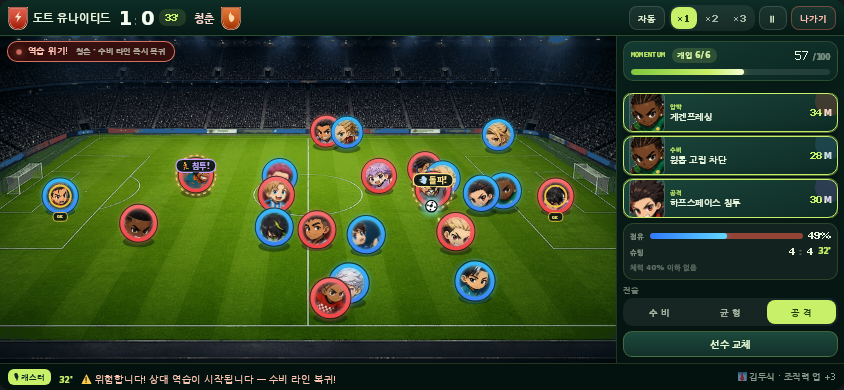 도트 유나이티드 1 : 0 33' 청춘
자동 ×1 ×2 ×3 II 나가기
역습 위기! 청춘 · 수비 라인 즉시 복귀
MOMENTUM 개입 6/6 57 /100
압박
게겐프레싱 34 M
수비
원톱 고립 차단 28 M
공격
하프스페이스 침투 30 M
침투!
돌파!
GK
GK
점유 49%
슈팅 4 : 4 32'
체력 40% 이하 없음
전술
수비 균형 공격
선수 교체
캐스터 32' 위험합니다! 상대 역습이 시작됩니다 — 수비 라인 복귀!
김두식 · 조직력 업 +3